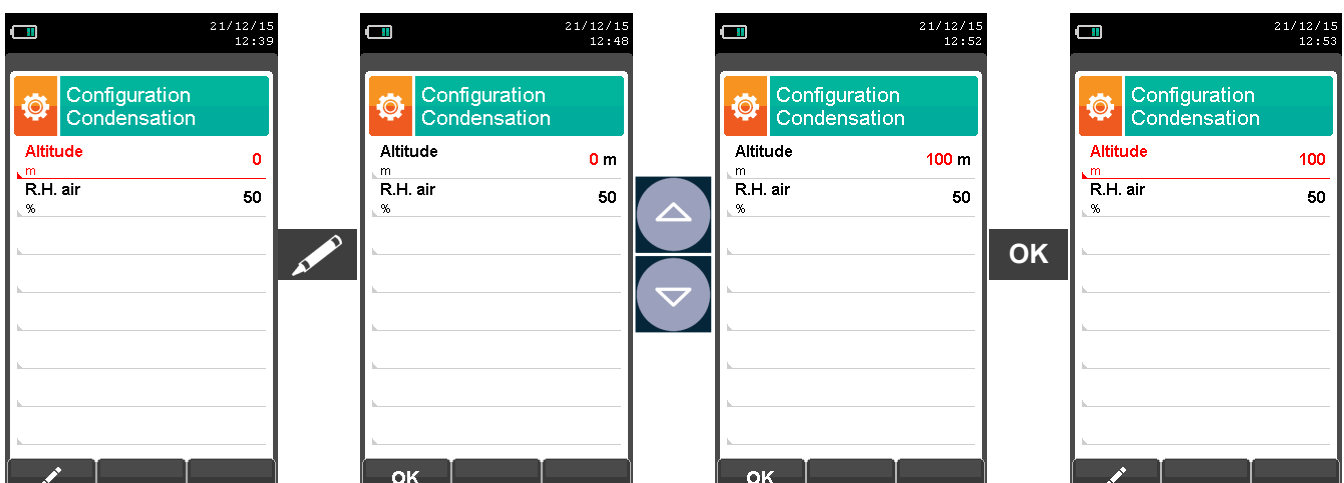 21/12/15
12:39
Configuration
Condensation
Altitude 0
m
R.H. air 50
%
21/12/15
12:48
Configuration
Condensation
Altitude 0 m
m
R.H. air 50
%
OK
21/12/15
12:52
Configuration
Condensation
Altitude 100 m
m
R.H. air 50
%
OK
OK
21/12/15
12:53
Configuration
Condensation
Altitude 100
m
R.H. air 50
%